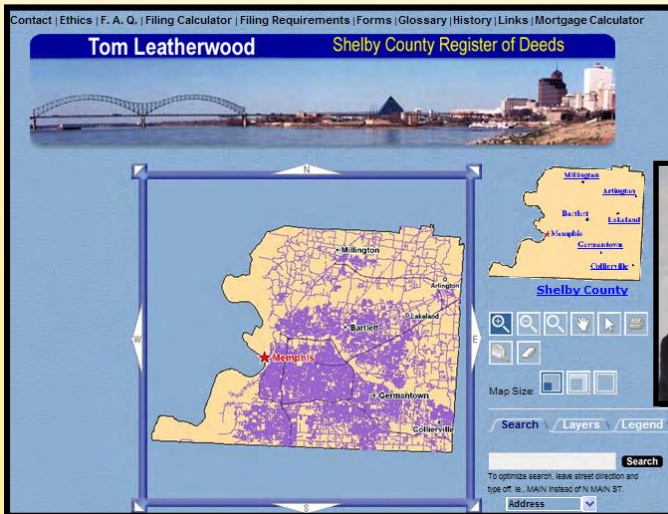 Contact | Ethics | F. A. Q. | Filing Calculator | Filing Requirements | Forms | Glossary | History | Links | Mortgage Calculator
Tom Leatherwood Shelby County Register of Deeds
N
Millington
Arlington
Lakeland
Bartlett
W
E
Memphis
Germantown
Collierville
S
Millington
Arlington
Bartlett
Lakeland
Memphis
Germantown
Collierville
Shelby County
Map Size:
Search \ Layers \ Legend
Search
To optimize search, leave street direction and
type off. ie., MAIN instead of N MAIN ST.
Address